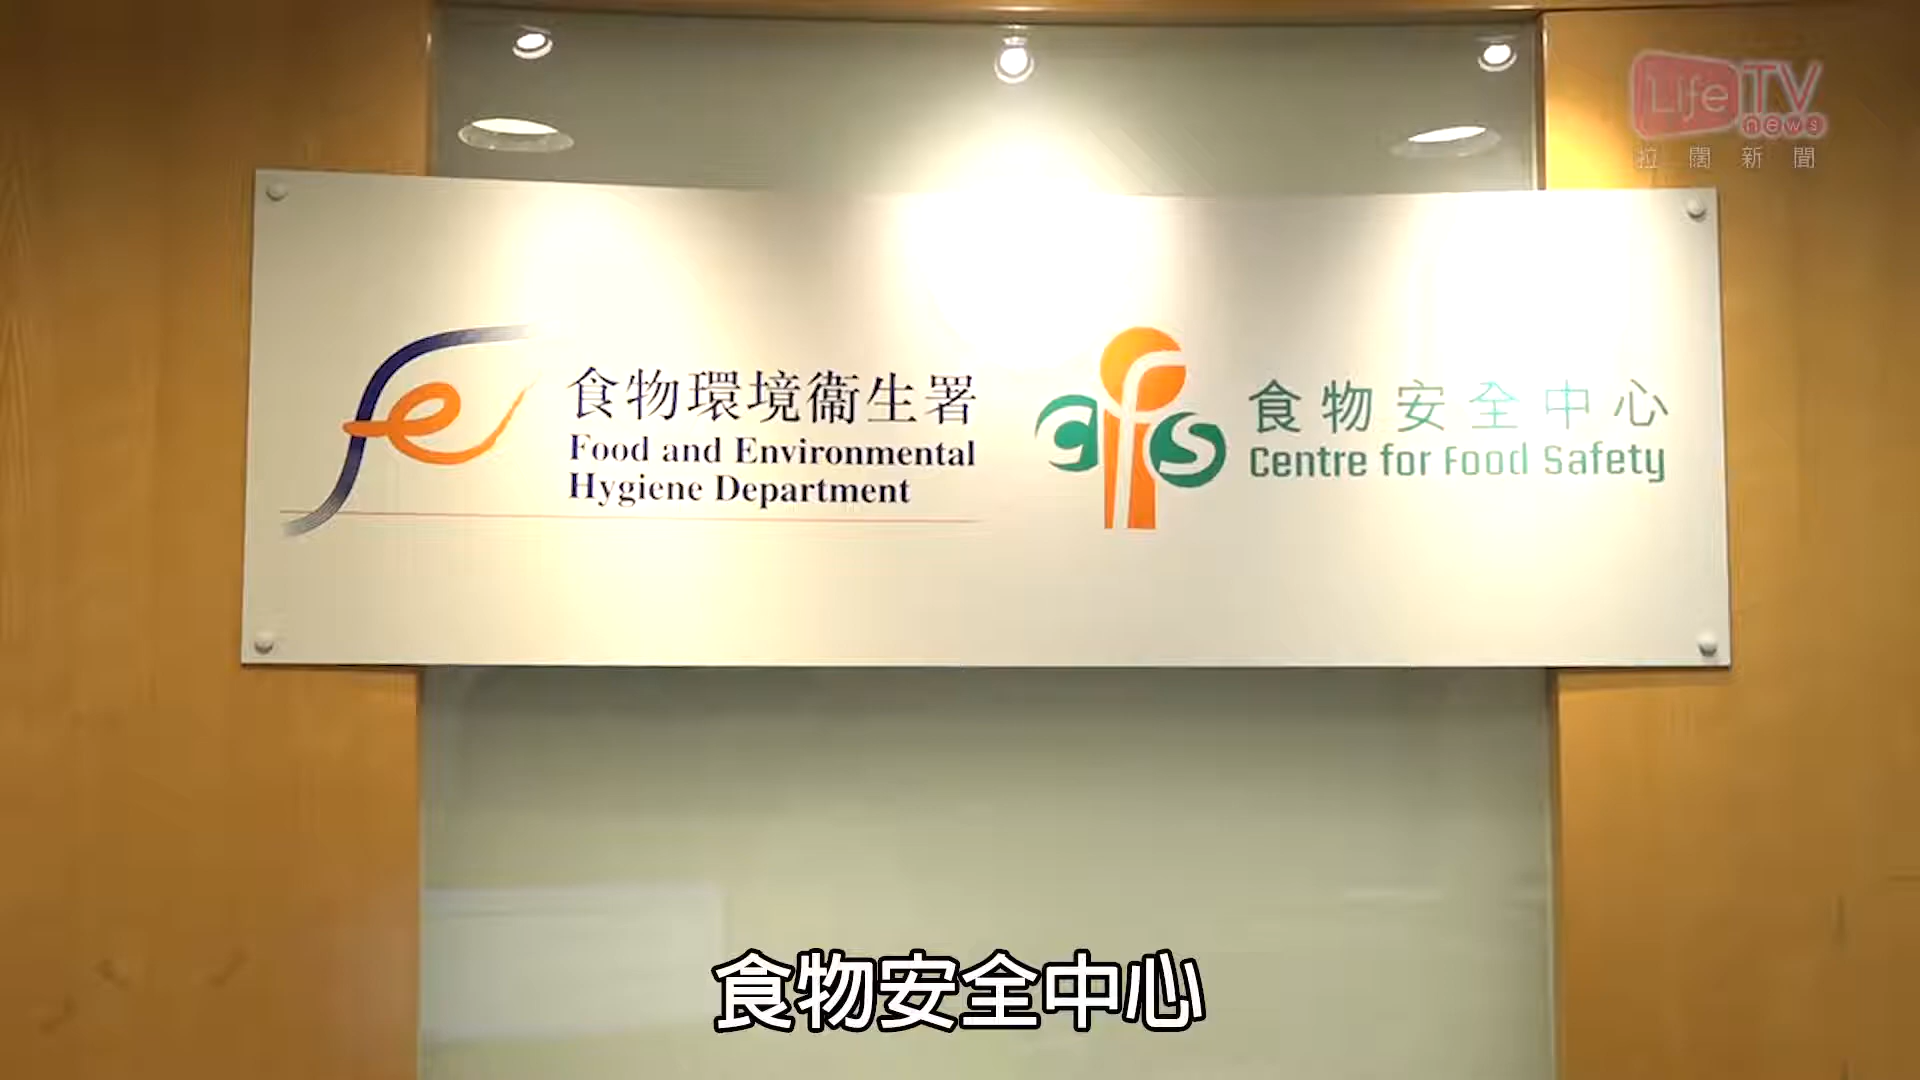 Life TV
news
拉闊新聞
食物環境衞生署
Food and Environmental
Hygiene Department
cfs
食物安全中心
Centre for Food Safety
食物安全中心